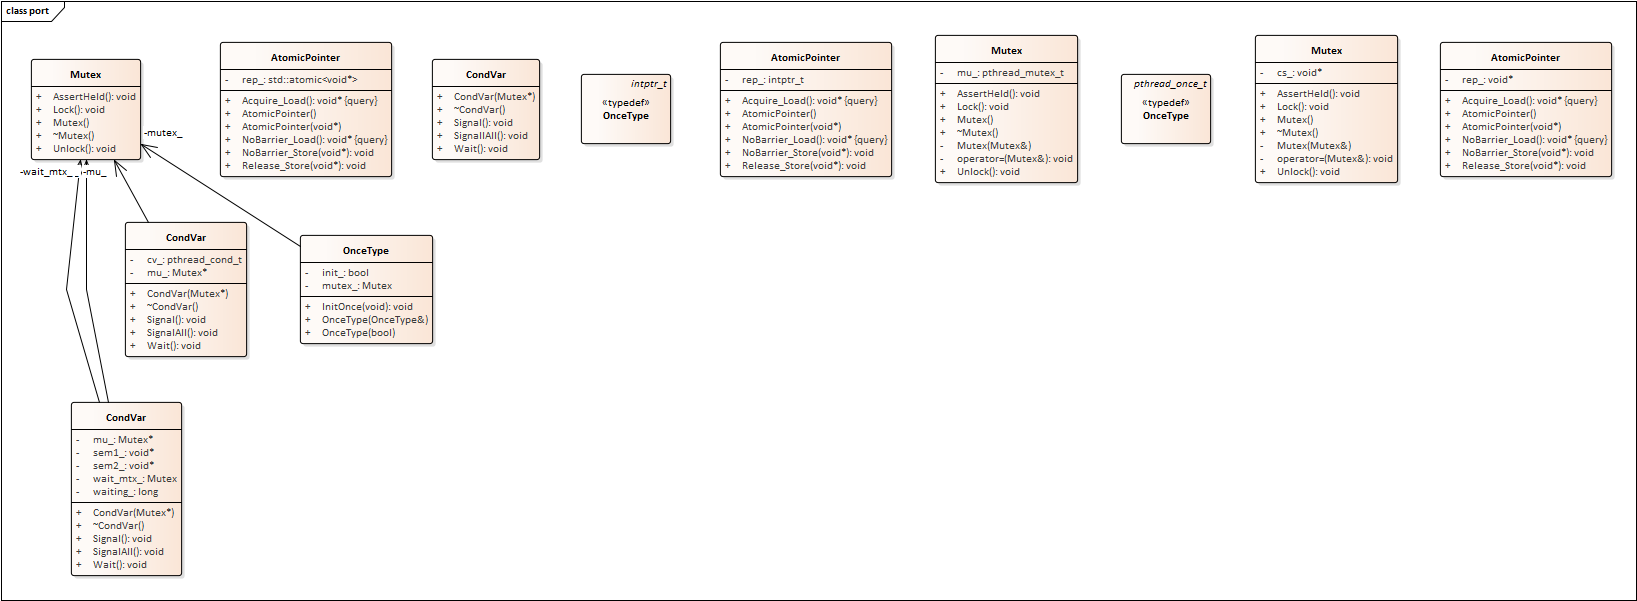 class port
Mutex
+ AssertHeld(): void
+ Lock(): void
+ Mutex()
+ ~Mutex()
+ Unlock(): void
AtomicPointer
- rep_: std::atomic<void*>
+ Acquire_Load(): void* {query}
+ AtomicPointer()
+ AtomicPointer(void*)
+ NoBarrier_Load(): void* {query}
+ NoBarrier_Store(void*): void
+ Release_Store(void*): void
CondVar
+ CondVar(Mutex*)
+ ~CondVar()
+ Signal(): void
+ SignallAll(): void
+ Wait(): void
intptr_t
«typedef»
OnceType
AtomicPointer
- rep_: intptr_t
+ Acquire_Load(): void* {query}
+ AtomicPointer()
+ AtomicPointer(void*)
+ NoBarrier_Load(): void* {query}
+ NoBarrier_Store(void*): void
+ Release_Store(void*): void
Mutex
- mu_: pthread_mutex_t
+ AssertHeld(): void
+ Lock(): void
+ Mutex()
+ ~Mutex()
- Mutex(Mutex&)
- operator=(Mutex&): void
+ Unlock(): void
pthread_once_t
«typedef»
OnceType
Mutex
- cs_: void*
+ AssertHeld(): void
+ Lock(): void
+ Mutex()
+ ~Mutex()
- Mutex(Mutex&)
- operator=(Mutex&): void
+ Unlock(): void
AtomicPointer
- rep_: void*
+ Acquire_Load(): void* {query}
+ AtomicPointer()
+ AtomicPointer(void*)
+ NoBarrier_Load(): void* {query}
+ NoBarrier_Store(void*): void
+ Release_Store(void*): void
-mutex_
-wait_mtx_
-mu_
CondVar
- cv_: pthread_cond_t
- mu_: Mutex*
+ CondVar(Mutex*)
+ ~CondVar()
+ Signal(): void
+ SignalAll(): void
+ Wait(): void
OnceType
- init_: bool
- mutex_: Mutex
+ InitOnce(void): void
+ OnceType(OnceType&)
+ OnceType(bool)
CondVar
- mu_: Mutex*
- sem1_: void*
- sem2_: void*
- wait_mtx_: Mutex
- waiting_: long
+ CondVar(Mutex*)
+ ~CondVar()
+ Signal(): void
+ SignalAll(): void
+ Wait(): void